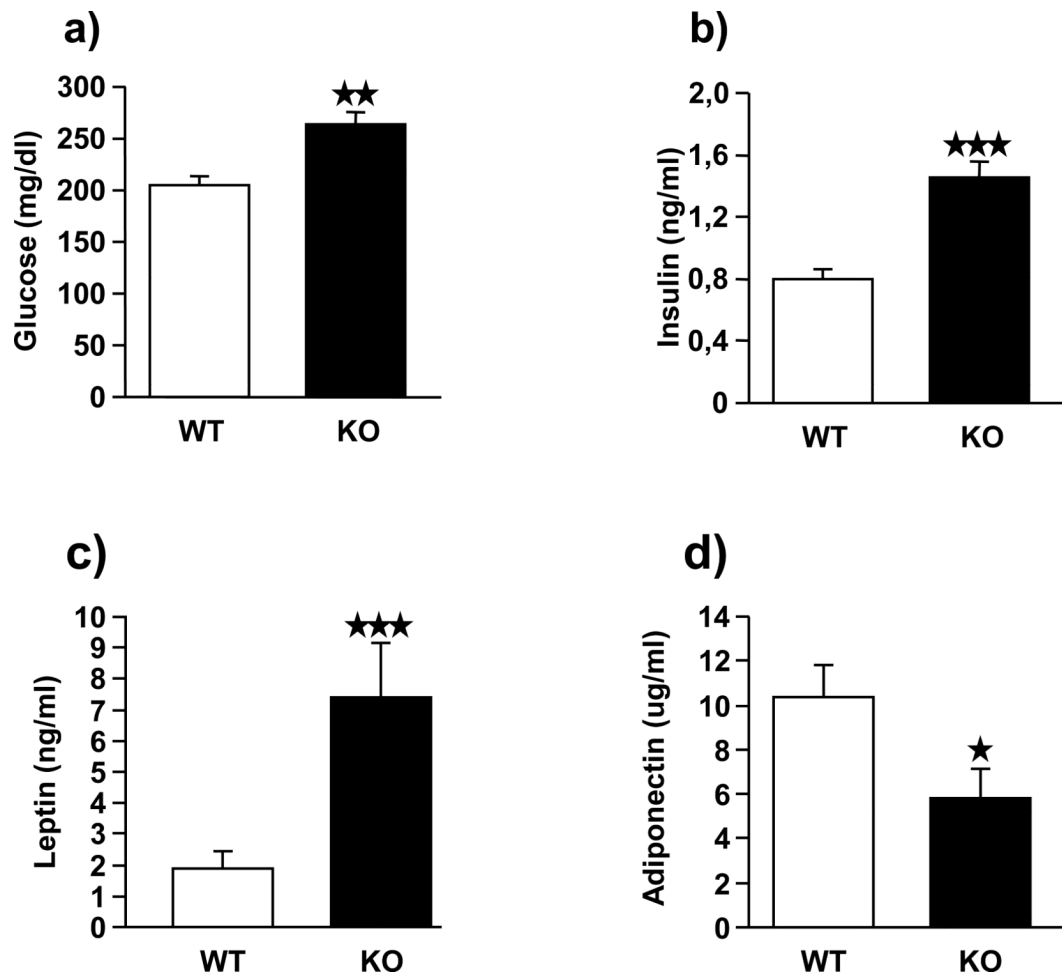 a)
Glucose (mg/dl)
300
250
200
150
100
50
0
WT KO
b)
Insulin (ng/ml)
2,0
1,6
1,2
0,8
0,4
0
WT KO
c)
Leptin (ng/ml)
10
9
8
7
6
5
4
3
2
1
0
WT KO
d)
Adiponectin (ug/ml)
14
12
10
8
6
4
2
0
WT KO